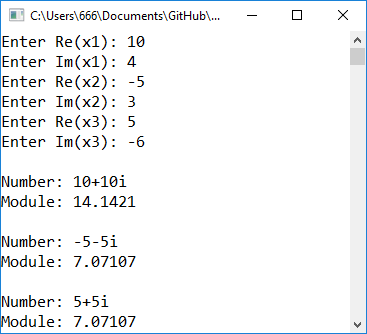 C:\Users\666\Documents\GitHub\...
Enter Re(x1): 10
Enter Im(x1): 4
Enter Re(x2): -5
Enter Im(x2): 3
Enter Re(x3): 5
Enter Im(x3): -6
Number: 10+10i
Module: 14.1421
Number: -5-5i
Module: 7.07107
Number: 5+5i
Module: 7.07107